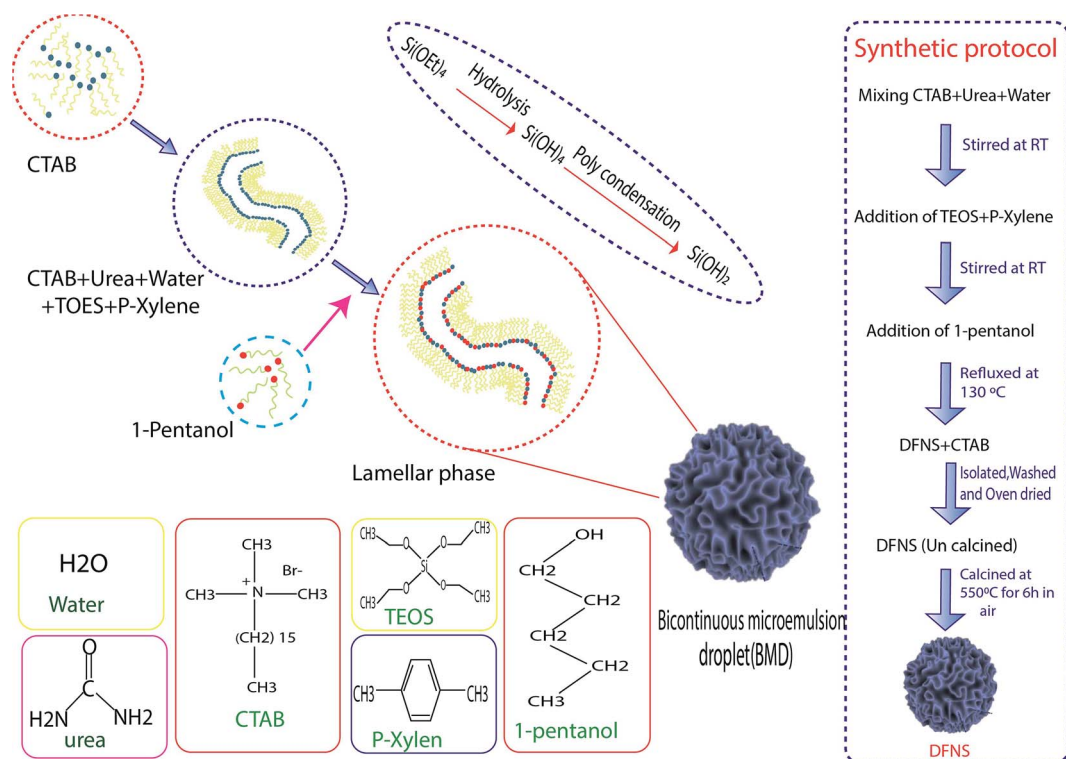 CTAB
CTAB+Urea+Water
+TOES+P-Xylene
1-Pentanol
Lamellar phase
Si(OEt)4
Hydrolysis
Si(OH)4
Poly condensation
Si(OH)2
Bicontinuous microemulsion
droplet(BMD)
H2O
Water
O
C
H2N
NH2
urea
CH3
Br-
+
CH3
N
CH3
(CH2) 15
CH3
CTAB
CH3
CH3
O
O
Si
O
O
CH3
CH3
TEOS
CH3
CH3
P-Xylen
OH
CH2
CH2
CH2
CH2
CH3
1-pentanol
Synthetic protocol
Mixing CTAB+Urea+Water
Stirred at RT
Addition of TEOS+P-Xylene
Stirred at RT
Addition of 1-pentanol
Refluxed at
130 ºC
DFNS+CTAB
Isolated,Washed
and Oven dried
DFNS (Un calcined)
Calcined at
550ºC for 6h in
air
DFNS